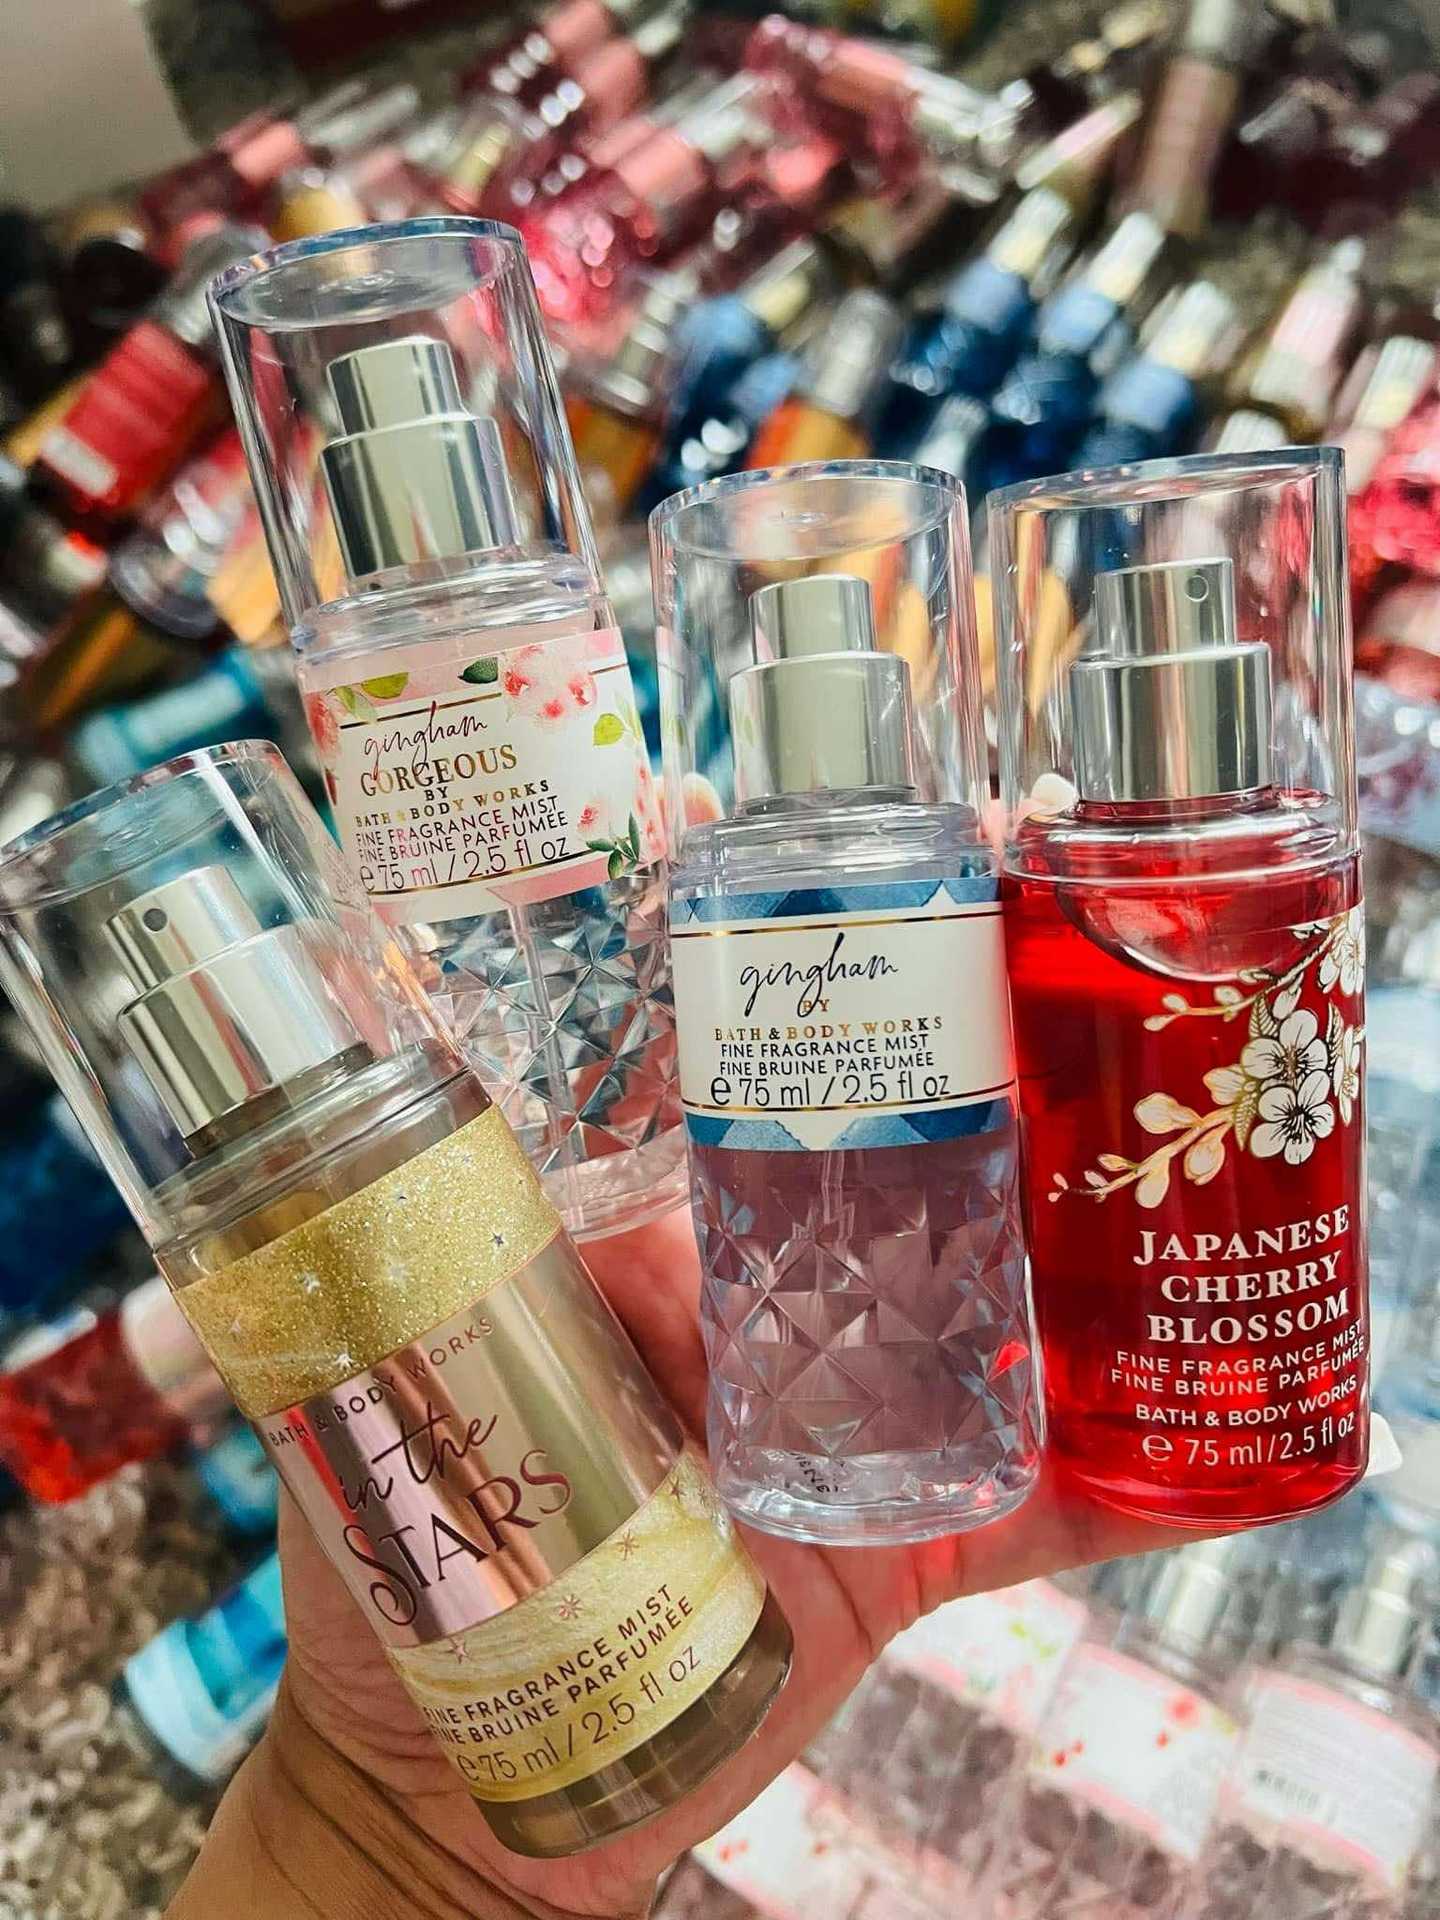 gingham
GORGEOUS
BY
BATH & BODY WORKS
FINE FRAGRANCE MIST
FINE BRUINE PARFUMÉE
e 75 ml / 2.5 fl oz
gingham
BY
BATH & BODY WORKS
FINE FRAGRANCE MIST
FINE BRUINE PARFUMÉE
e 75 ml / 2.5 fl oz
JAPANESE
CHERRY
BLOSSOM
FINE FRAGRANCE MIST
FINE BRUINE PARFUMÉE
BATH & BODY WORKS
e 75 ml/2.5 fl oz
BATH & BODY WORKS
in the
STARS
FINE FRAGRANCE MIST
FINE BRUINE PARFUMÉE
e 75 ml / 2.5 fl oz